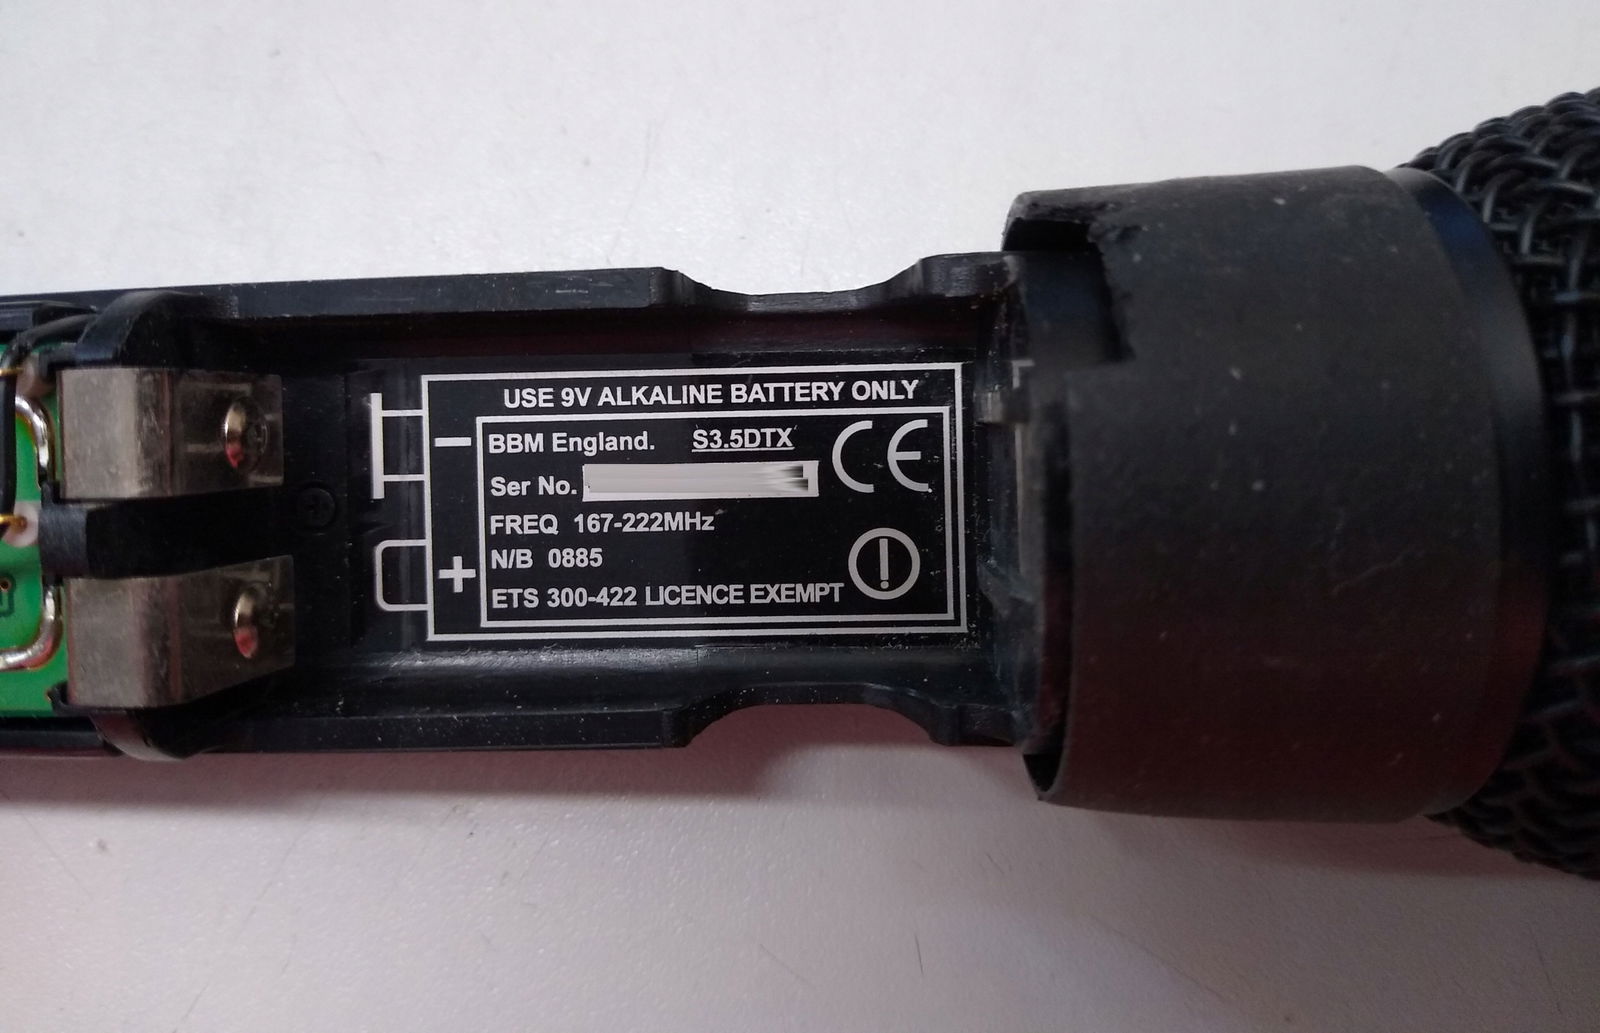 USE 9V ALKALINE BATTERY ONLY
BBM England. S3.5DTX
Ser No.
FREQ 167-222MHz
N/B 0885
ETS 300-422 LICENCE EXEMPT
CE
− +